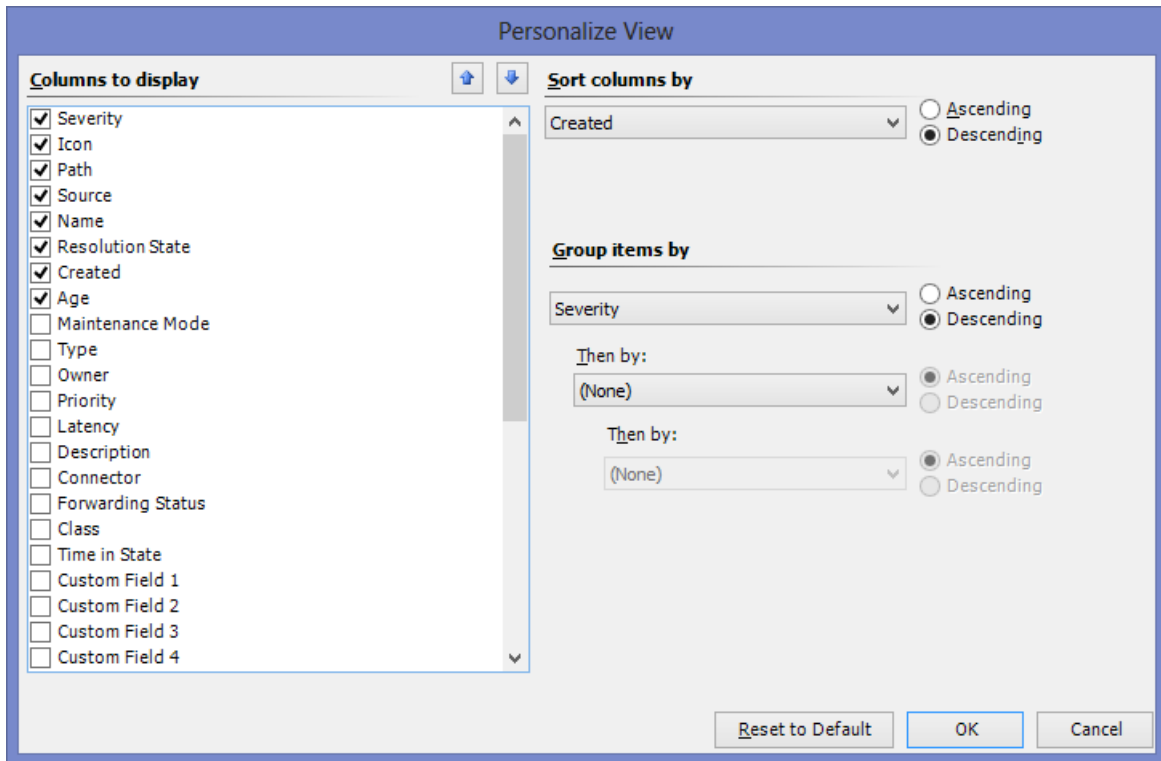 Personalize View
Columns to display
Severity
Icon
Path
Source
Name
Resolution State
Created
Age
Maintenance Mode
Type
Owner
Priority
Latency
Description
Connector
Forwarding Status
Class
Time in State
Custom Field 1
Custom Field 2
Custom Field 3
Custom Field 4
Sort columns by
Created
Ascending
Descending
Group items by
Severity
Ascending
Descending
Then by:
(None)
Ascending
Descending
Then by:
(None)
Ascending
Descending
Reset to Default
OK
Cancel